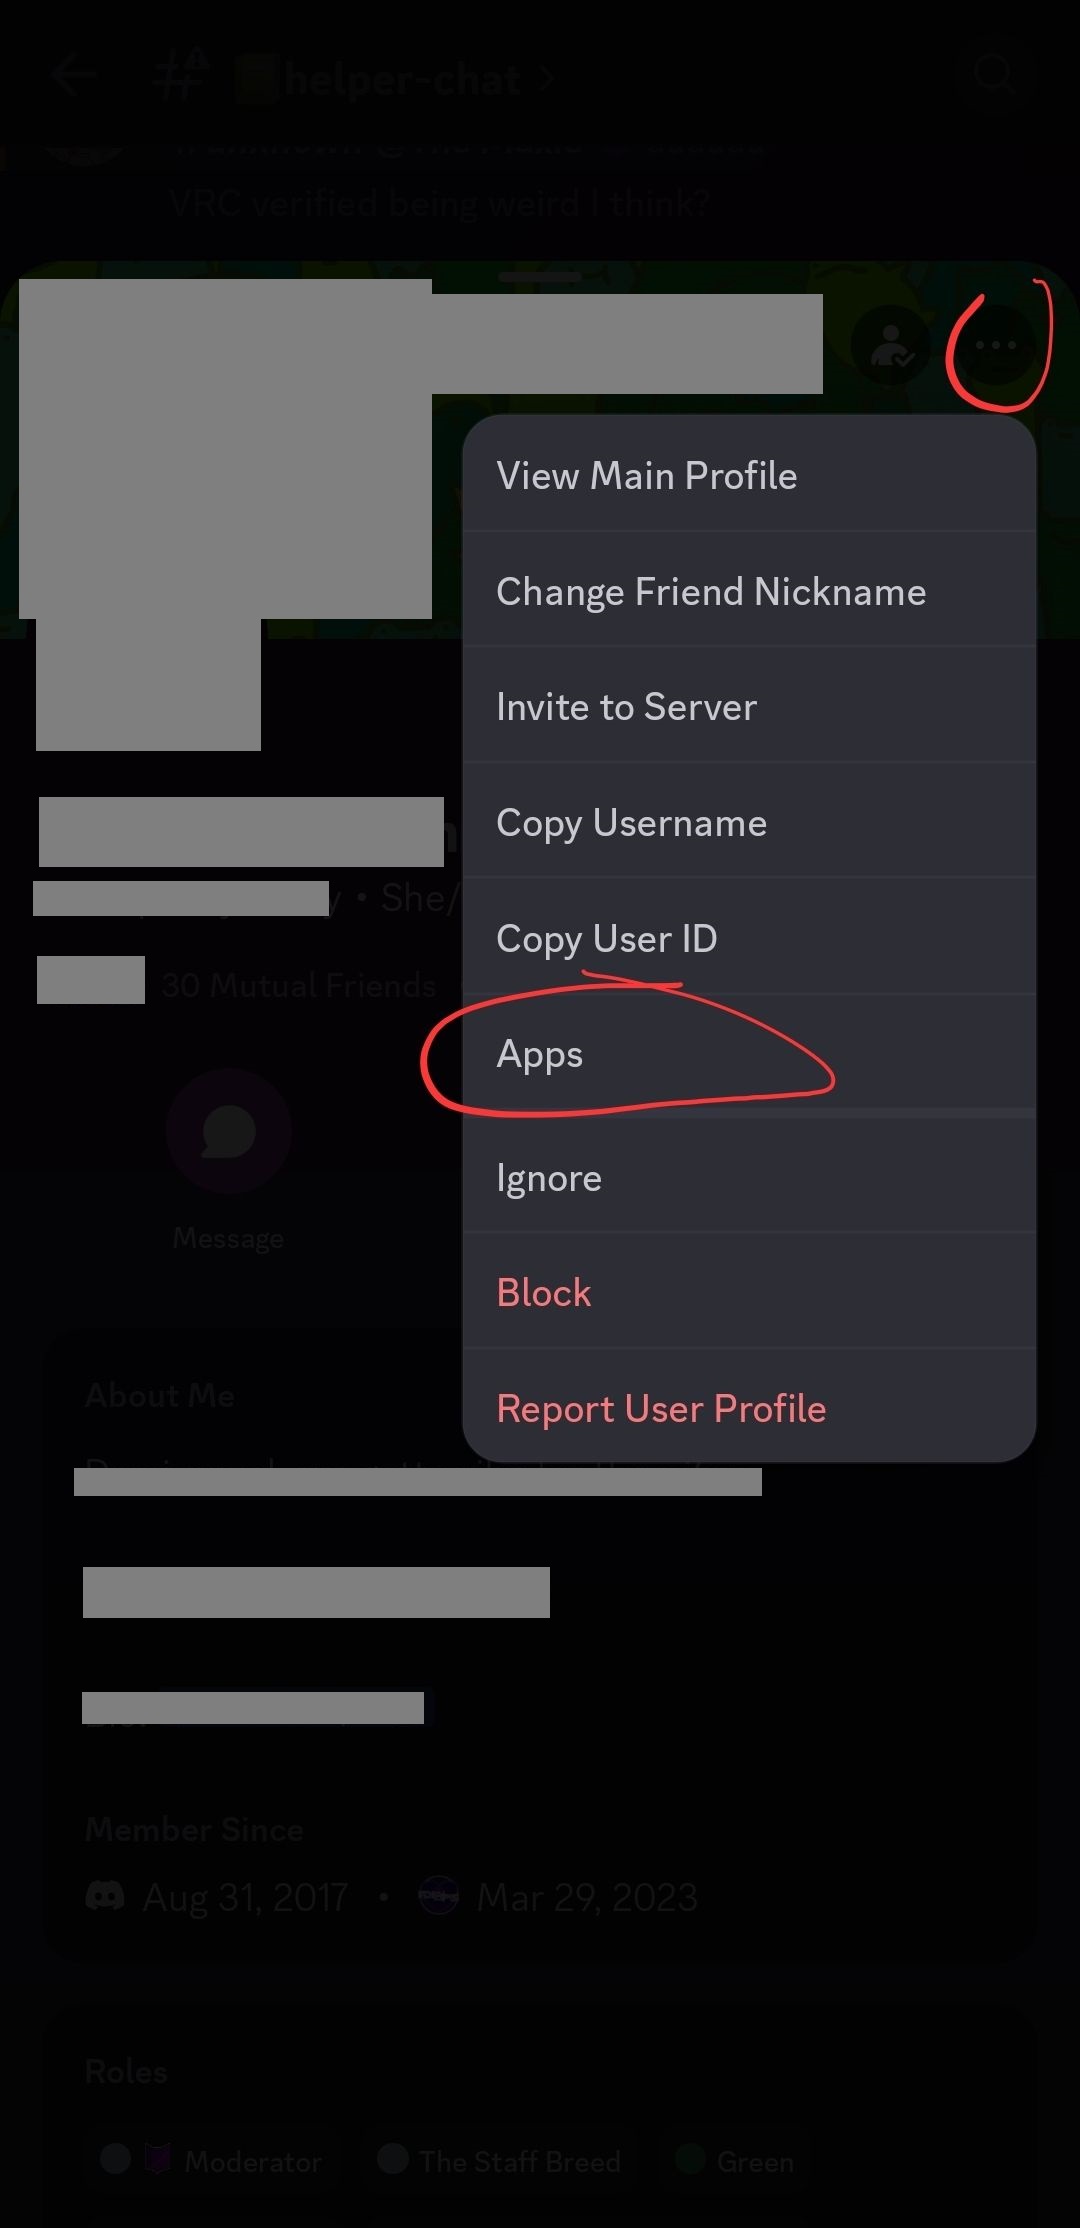 helper-chat
VRC verified being weird I think?
View Main Profile
Change Friend Nickname
Invite to Server
Copy Username
• She/
Copy User ID
30 Mutual Friends
Apps
Ignore
Message
Block
About Me
Report User Profile
Member Since
Aug 31, 2017 • Mar 29, 2023
Roles
Moderator The Staff Breed Green